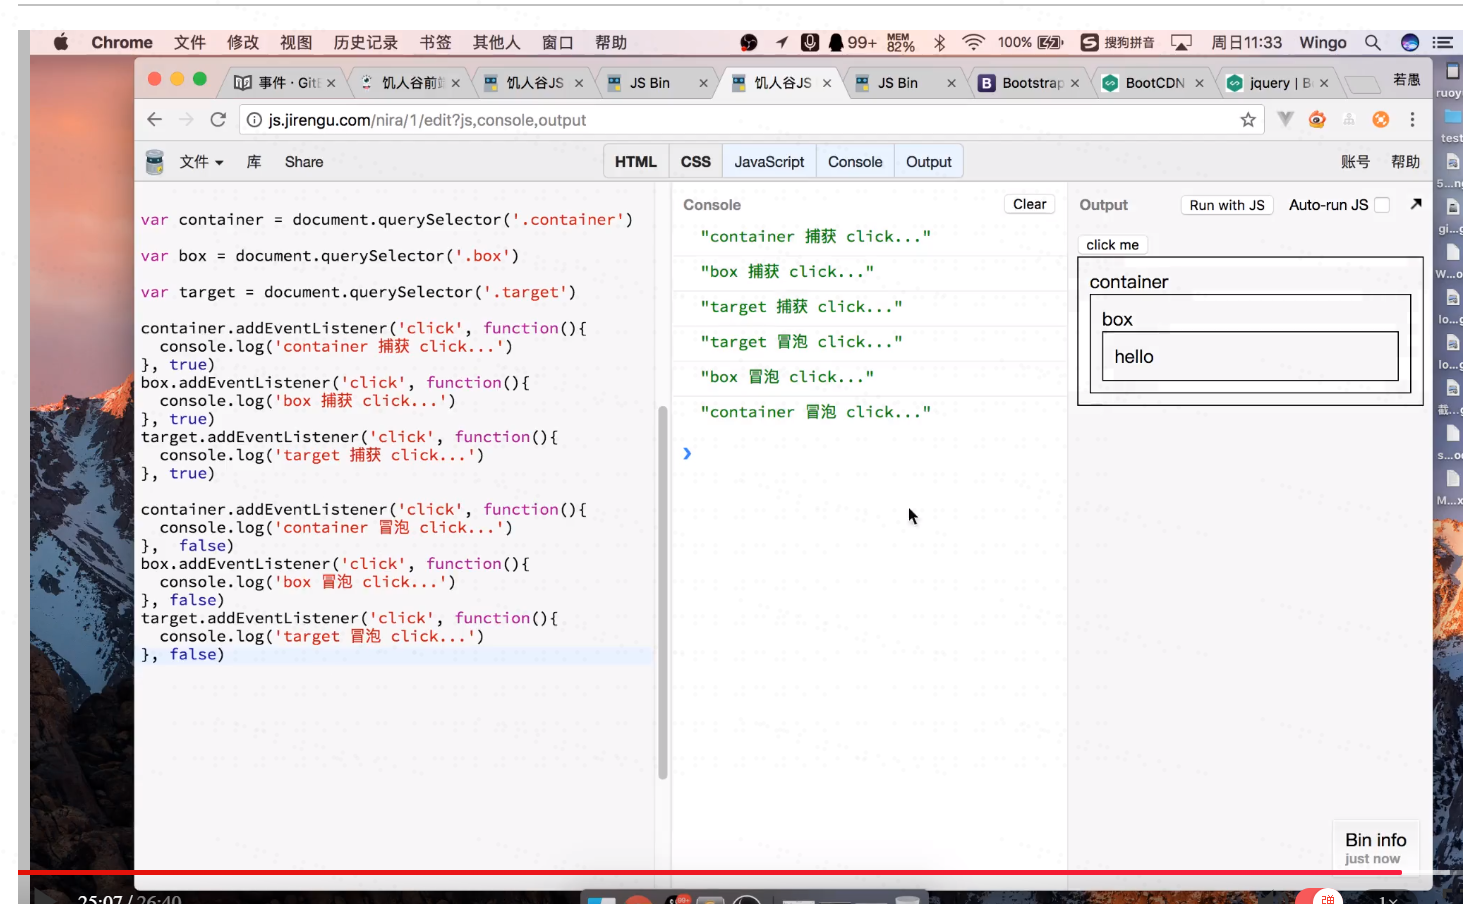 Chrome 文件 修改 视图 历史记录 书签 其他人 窗口 帮助 99+ MEM 82% 100% 搜狗拼音 周日11:33 Wingo
事件 · Git 饥人谷前 饥人谷JS JS Bin 饥人谷JS JS Bin Bootstrap BootCDN jquery | B 若愚
js.jirengu.com/nira/1/edit?js,console,output
文件 库 Share HTML CSS JavaScript Console Output 账号 帮助
var container = document.querySelector('.container')
var box = document.querySelector('.box')
var target = document.querySelector('.target')
container.addEventListener('click', function(){
console.log('container 捕获 click...')
}, true)
box.addEventListener('click', function(){
console.log('box 捕获 click...')
}, true)
target.addEventListener('click', function(){
console.log('target 捕获 click...')
}, true)
container.addEventListener('click', function(){
console.log('container 冒泡 click...')
}, false)
box.addEventListener('click', function(){
console.log('box 冒泡 click...')
}, false)
target.addEventListener('click', function(){
console.log('target 冒泡 click...')
}, false)
Console Clear
"container 捕获 click..."
"box 捕获 click..."
"target 捕获 click..."
"target 冒泡 click..."
"box 冒泡 click..."
"container 冒泡 click..."
Output Run with JS Auto-run JS
click me
container
box
hello
Bin info
just now
ruoy
test
5...n
gi...g
W...o
lo...g
lo...g
截...g
s...o
M...x
25:07 / 26:40
弹 1×